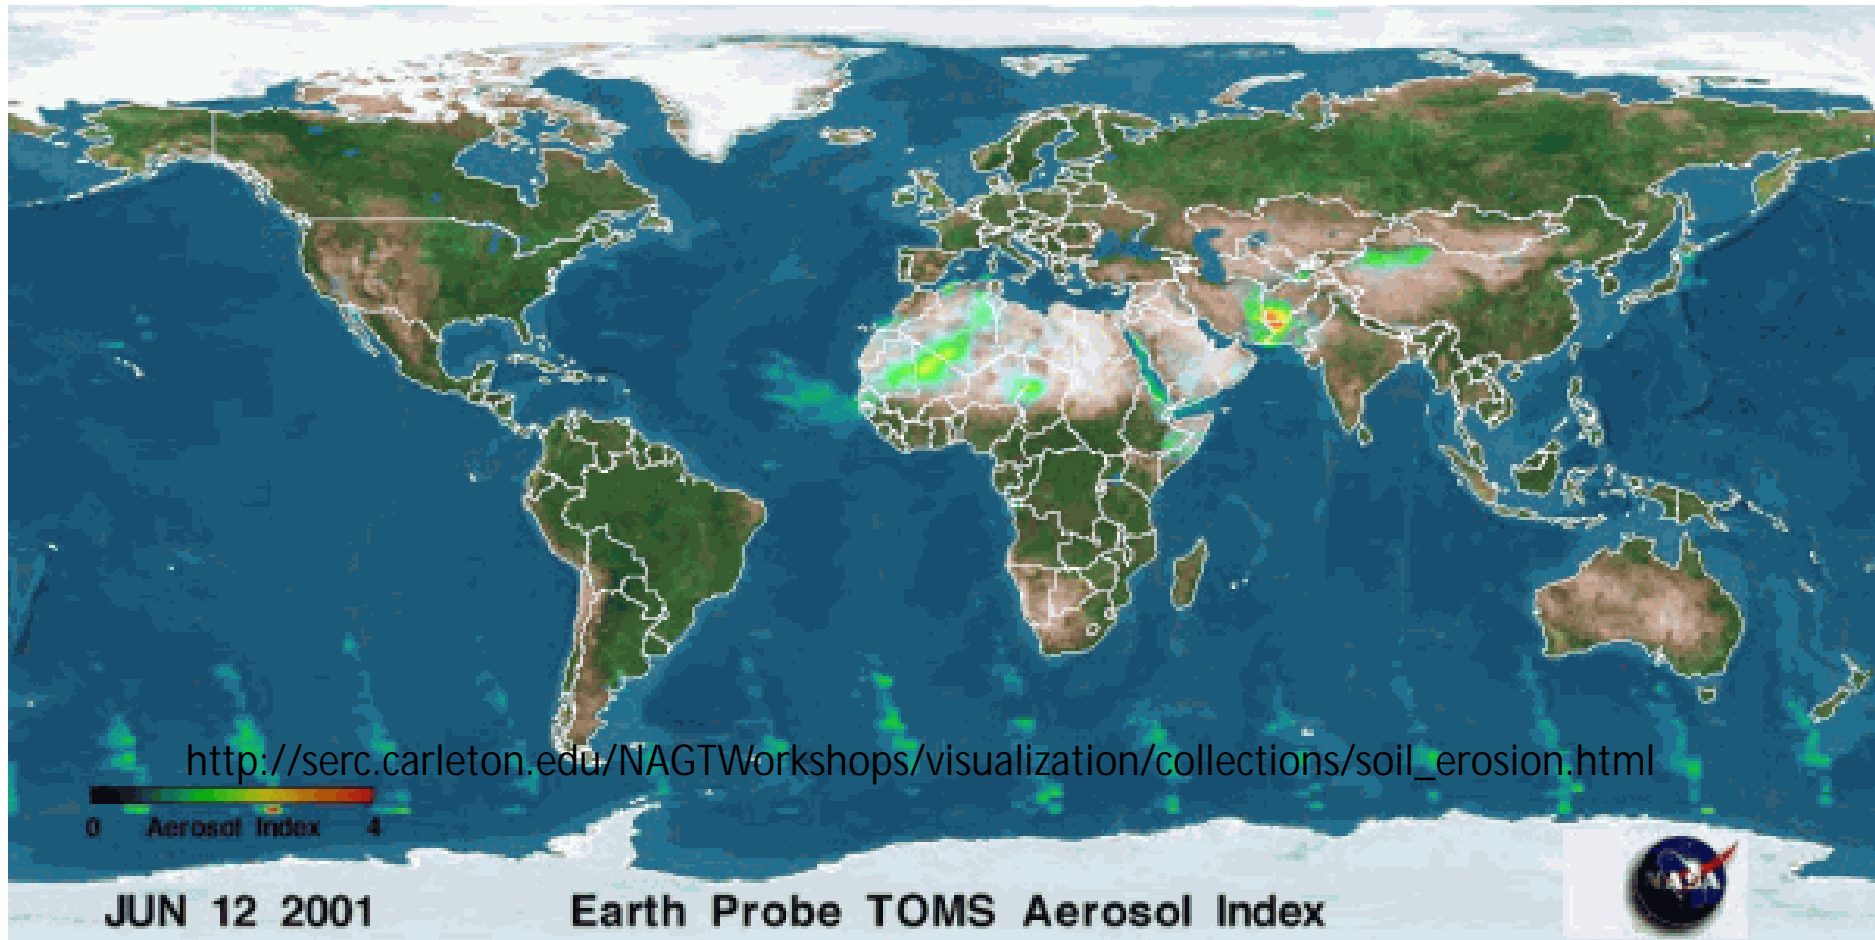 http://serc.carleton.edu/NAGTWorkshops/visualization/collections/soil_erosion.html
0 Aerosol Index 4
JUN 12 2001 Earth Probe TOMS Aerosol Index
NASA